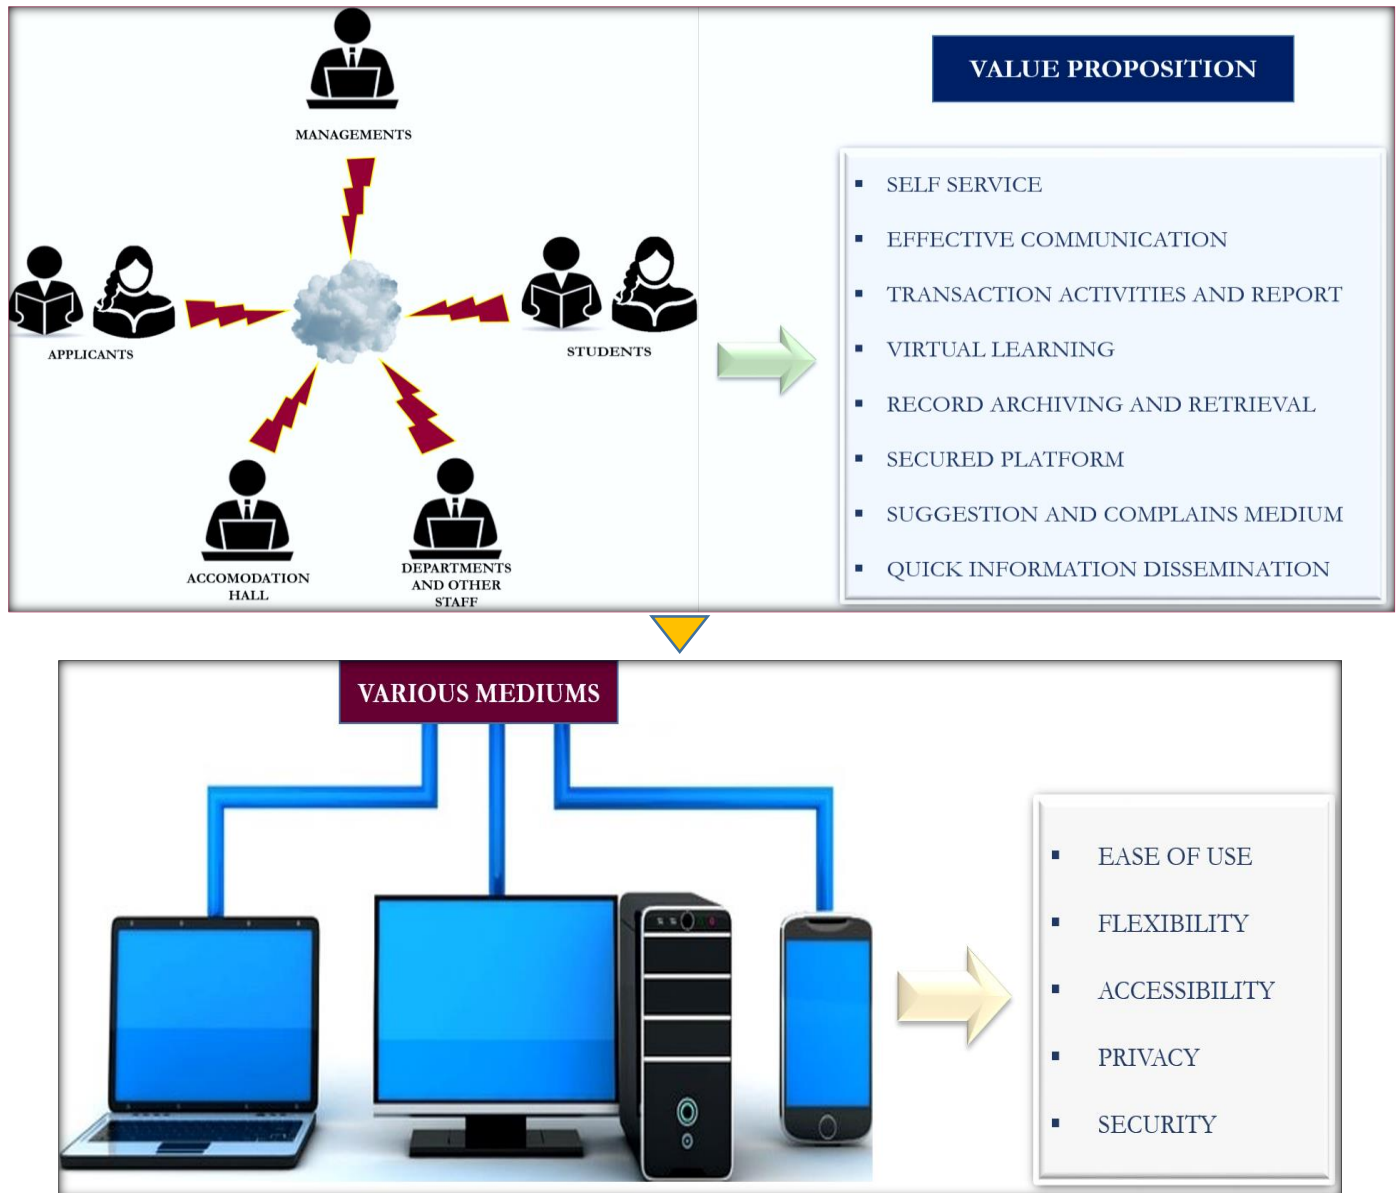 MANAGEMENTS
APPLICANTS
STUDENTS
ACCOMODATION
HALL
DEPARTMENTS
AND OTHER
STAFF
VALUE PROPOSITION
▪ SELF SERVICE
▪ EFFECTIVE COMMUNICATION
▪ TRANSACTION ACTIVITIES AND REPORT
▪ VIRTUAL LEARNING
▪ RECORD ARCHIVING AND RETRIEVAL
▪ SECURED PLATFORM
▪ SUGGESTION AND COMPLAINS MEDIUM
▪ QUICK INFORMATION DISSEMINATION
VARIOUS MEDIUMS
▪ EASE OF USE
▪ FLEXIBILITY
▪ ACCESSIBILITY
▪ PRIVACY
▪ SECURITY